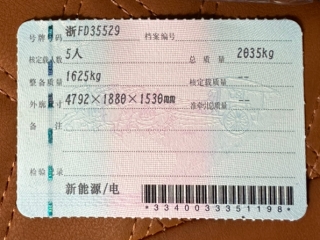 号牌号码 浙FD35529 档案编号
核定载人数 5人 总质量 2035kg
整备质量 1625kg 核定载质量 --
外廓尺寸 4792×1880×1530mm 准牵引总质量 --
备注
检验记录
新能源/电
*3340033351198*